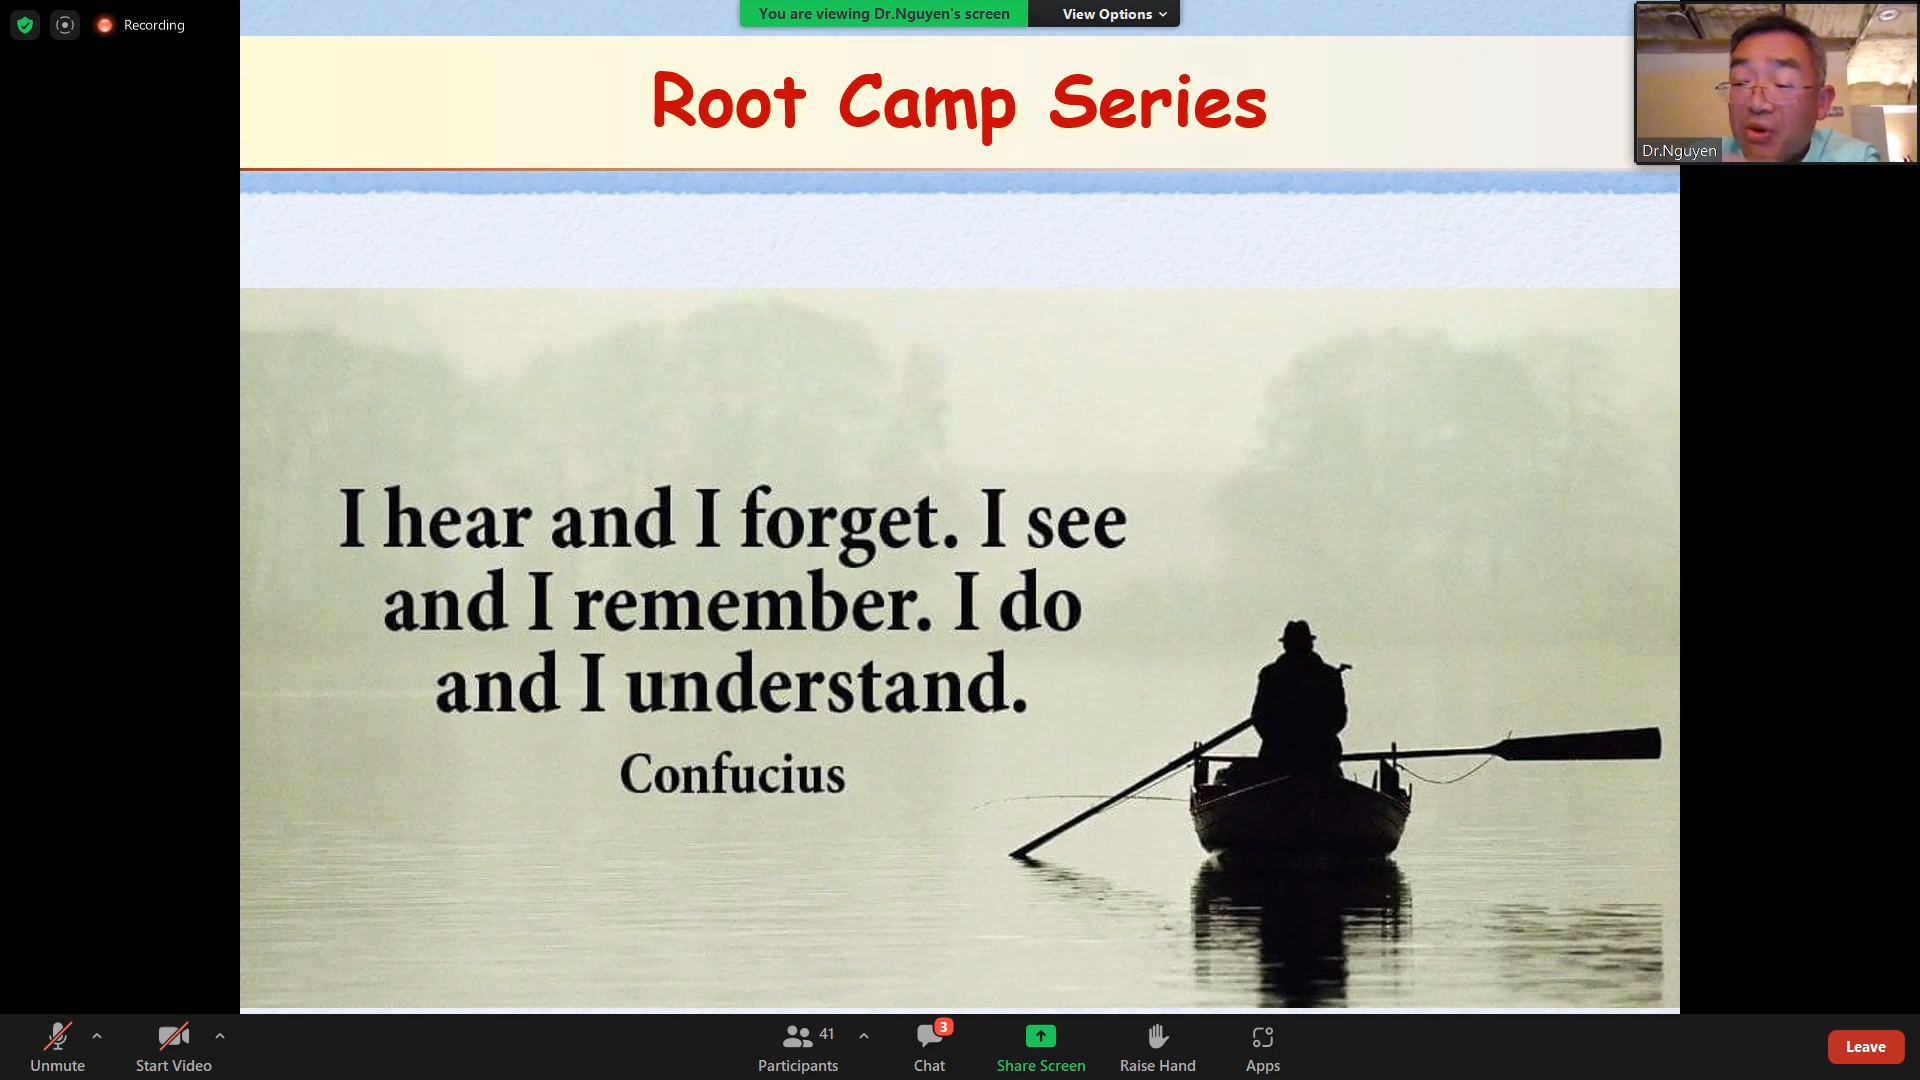 Recording
You are viewing Dr.Nguyen's screen
View Options
Root Camp Series
Dr.Nguyen
I hear and I forget. I see
and I remember. I do
and I understand.
Confucius
Unmute
Start Video
41
Participants
3
Chat
Share Screen
Raise Hand
Apps
Leave